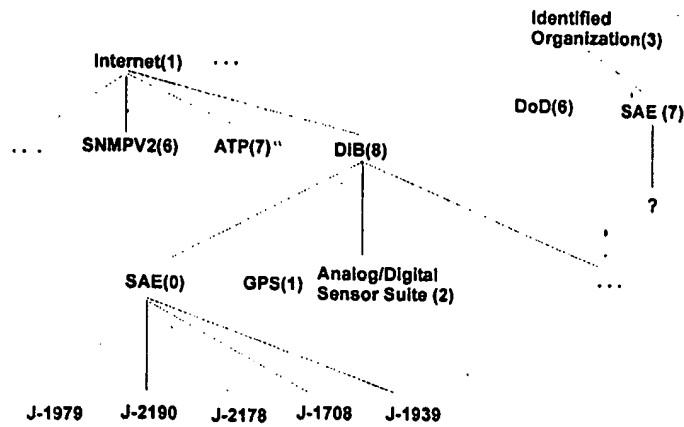 Identified
Organization(3)
Internet(1) ...
DoD(6) SAE (7)
... SNMPV2(6) ATP(7)" DIB(8)
?
SAE(0) GPS(1) Analog/Digital
Sensor Suite (2) ...
J-1979 J-2190 J-2178 J-1708 J-1939